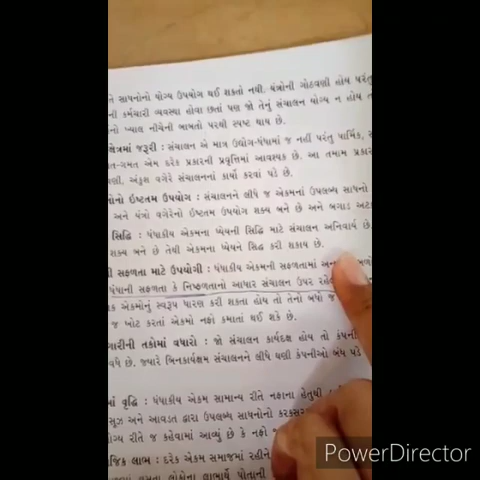 ને સાધનોનો યોગ્ય ઉપયોગ થઈ શકતો નથી. યંત્રોની ગોઠવણી હોય પરંતુ
ની કર્મચારી વ્યવસ્થા હોવા છતાં પણ જો તેનું સંચાલન યોગ્ય ન હોય
નો ખ્યાલ નીચેની બાબતો પરથી સ્પષ્ટ થાય છે.
ક્ષેત્રમાં જરૂરી : સંચાલન એ માત્ર ઉદ્યોગ-ધંધામાં જ નહીં પરંતુ ધાર્મિક,
ત-ગમત એમ દરેક પ્રકારની પ્રવૃત્તિમાં આવશ્યક છે. આ તમામ પ્રકાર
અંકુશ વગેરે સંચાલનનાં કાર્યો કરવાં પડે છે.
નોનો ઇષ્ટતમ ઉપયોગ : સંચાલનને લીધે જ એકમનાં ઉપલબ્ધ સાધનો
અને યંત્રો વગેરેનો ઇષ્ટતમ ઉપયોગ શક્ય બને છે અને બગાડ
સિદ્ધિ : ધંધાકીય એકમના ધ્યેયની સિદ્ધિ માટે સંચાલન અનિવાર્ય છે.
શક્ય બને છે તેથી એકમના ધ્યેયને સિદ્ધ કરી શકાય છે.
ની સફળતા માટે ઉપયોગી : ધંધાકીય એકમની સફળતામાં
ધંધાની સફળતા કે નિષ્ફળતાનો આધાર સંચાલન ઉપર
એકમોનું સ્વરૂપ ધારણ કરી શકતા હોય તો તેનો બધો
જ ખોટ કરતાં એકમો નફો કમાતાં થઈ શકે છે.
ગારીની તકોમાં વધારો : જો સંચાલન કાર્યદક્ષ હોય તો કંપની
વધે છે. જ્યારે બિનકાર્યક્ષમ સંચાલનને લીધે ઘણી કંપનીઓ બંધ પડે
માં વૃદ્ધિ : ધંધાકીય એકમ સામાન્ય રીતે નફાના હેતુથી
સૂઝ અને આવડત દ્વારા ઉપલબ્ધ સાધનોનો
યોગ્ય રીતે જ કહેવામાં આવ્યું છે કે નફો
જિક લાભ : દરેક એકમ સમાજમાં રહીને
લોકોના લાભાર્થે પોતાની
PowerDirector